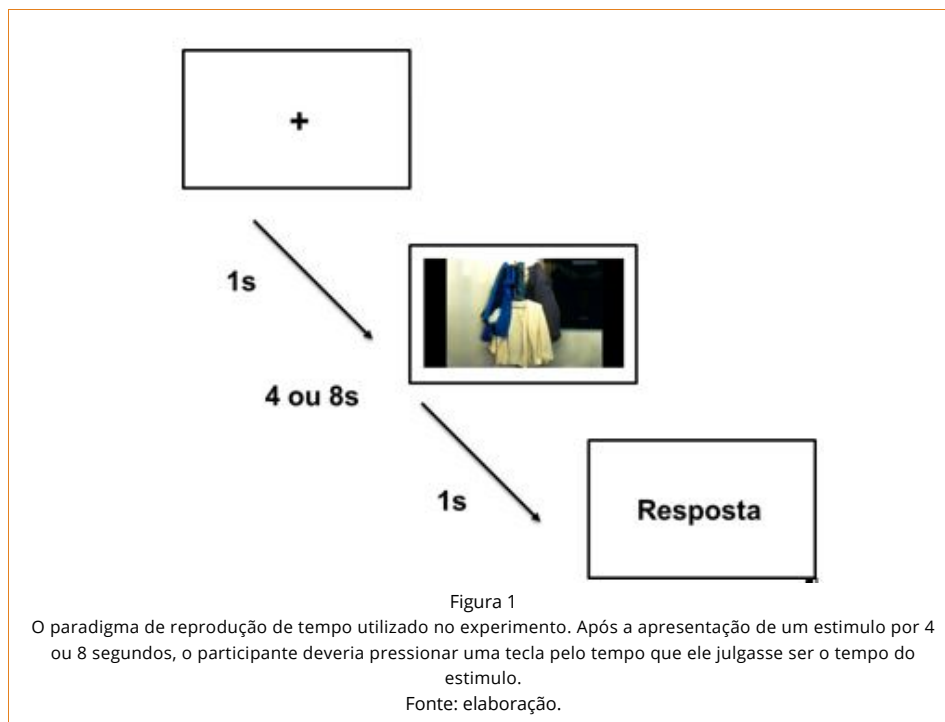 +
1s
4 ou 8s
1s
Resposta
Figura 1
O paradigma de reprodução de tempo utilizado no experimento. Após a apresentação de um estimulo por 4
ou 8 segundos, o participante deveria pressionar uma tecla pelo tempo que ele julgasse ser o tempo do
estimulo.
Fonte: elaboração.